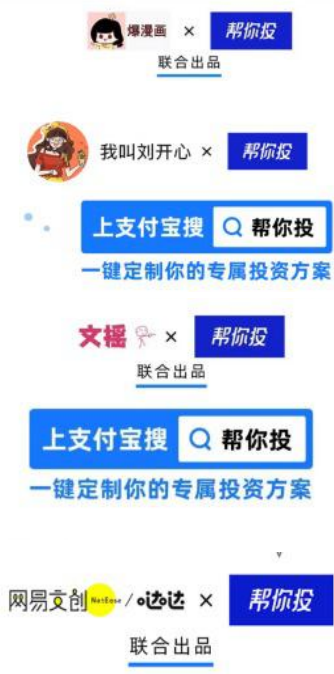 爆漫画 × 帮你投
联合出品
我叫刘开心 × 帮你投
上支付宝搜 帮你投
一键定制你的专属投资方案
文摇 × 帮你投
联合出品
上支付宝搜 帮你投
一键定制你的专属投资方案
网易文创 NetEase / 哒哒 × 帮你投
联合出品